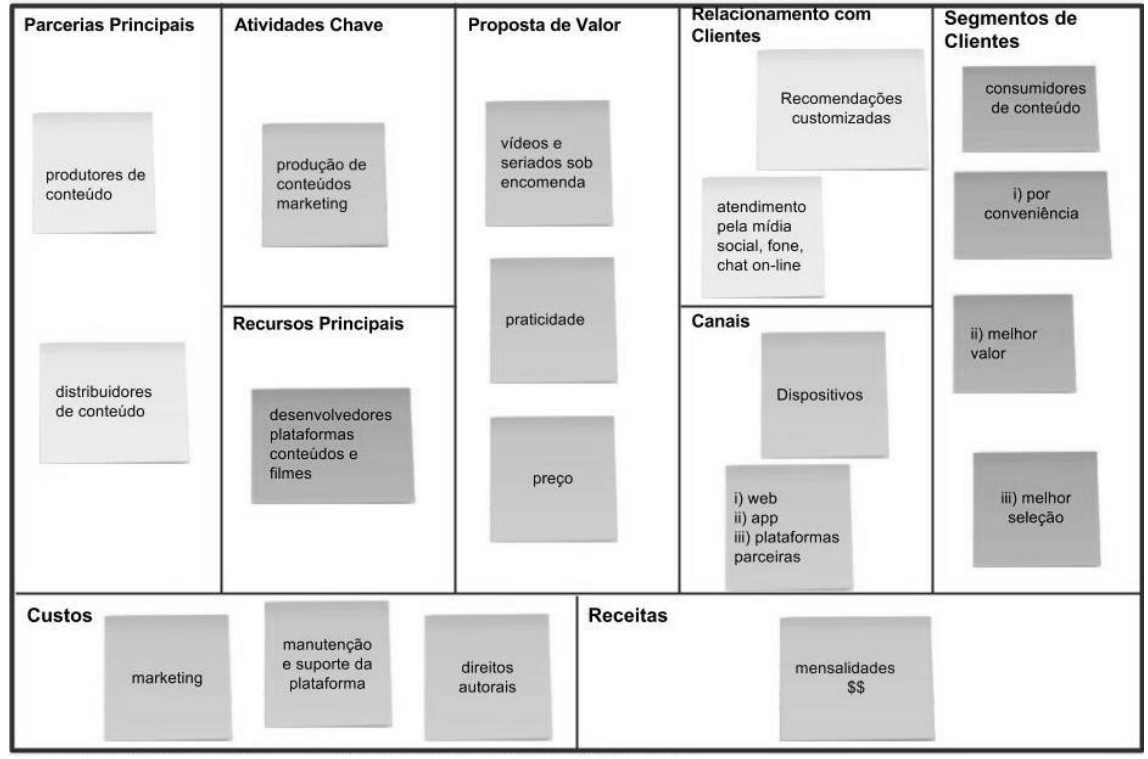 Parcerias Principais
produtores de
conteúdo
distribuidores
de conteúdo
Atividades Chave
produção de
conteúdos
marketing
Recursos Principais
desenvolvedores
plataformas
conteúdos e
filmes
Proposta de Valor
vídeos e
seriados sob
encomenda
praticidade
preço
Relacionamento com
Clientes
Recomendações
customizadas
atendimento
pela mídia
social, fone,
chat on-line
Canais
Dispositivos
i) web
ii) app
iii) plataformas
parceiras
Segmentos de
Clientes
consumidores
de conteúdo
i) por
conveniência
ii) melhor
valor
iii) melhor
seleção
Custos
marketing
manutenção
e suporte da
plataforma
direitos
autorais
Receitas
mensalidades
$$